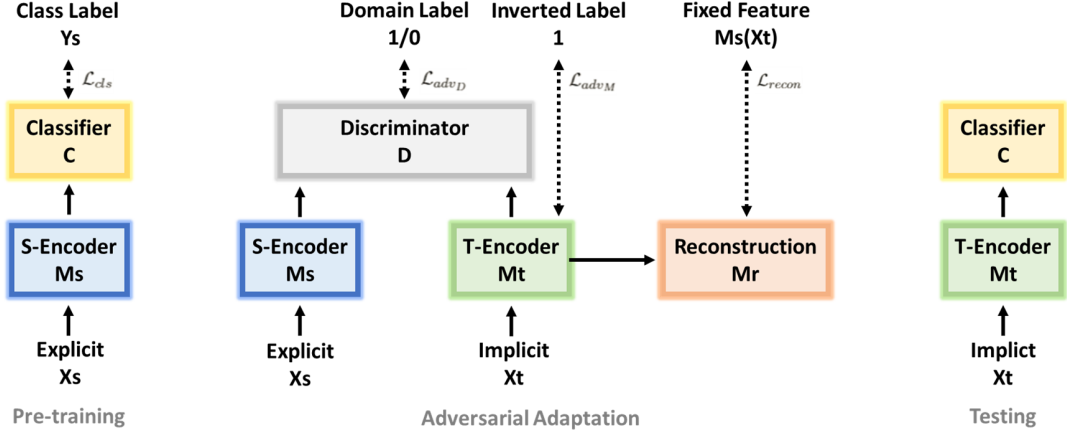 Class Label
Ys
ℒcls
Classifier
C
S-Encoder
Ms
Explicit
Xs
Pre-training
Domain Label
1/0
ℒadvD
Inverted Label
1
ℒadvM
Fixed Feature
Ms(Xt)
ℒrecon
Discriminator
D
S-Encoder
Ms
T-Encoder
Mt
Reconstruction
Mr
Explicit
Xs
Implicit
Xt
Adversarial Adaptation
Classifier
C
T-Encoder
Mt
Implict
Xt
Testing